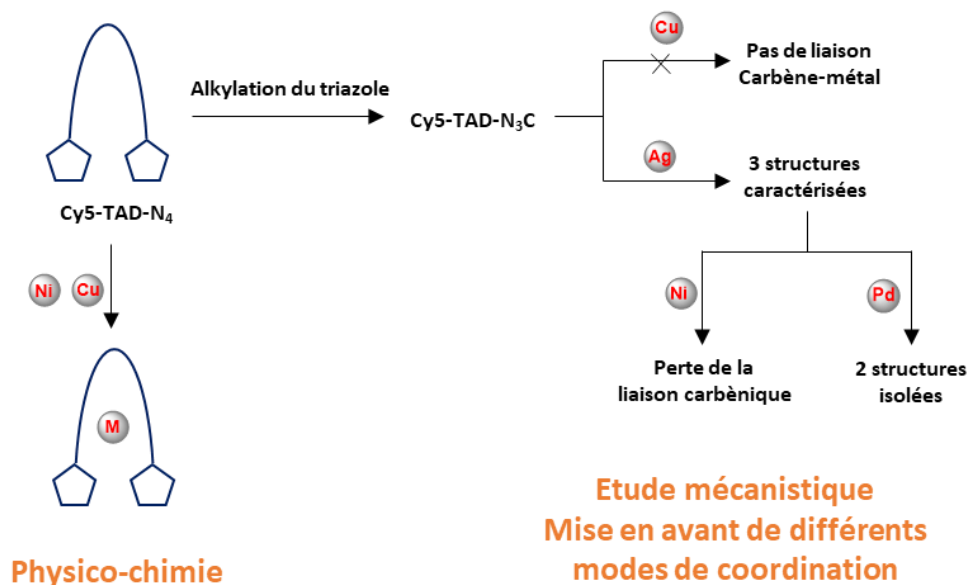 Cu
Pas de liaison
Carbène-métal
Alkylation du triazole
Cy5-TAD-N₃C
Ag
3 structures
caractérisées
Cy5-TAD-N₄
Ni Cu
Ni
Pd
Perte de la
liaison carbènique
2 structures
isolées
M
Etude mécanistique
Mise en avant de différents
modes de coordination
Physico-chimie